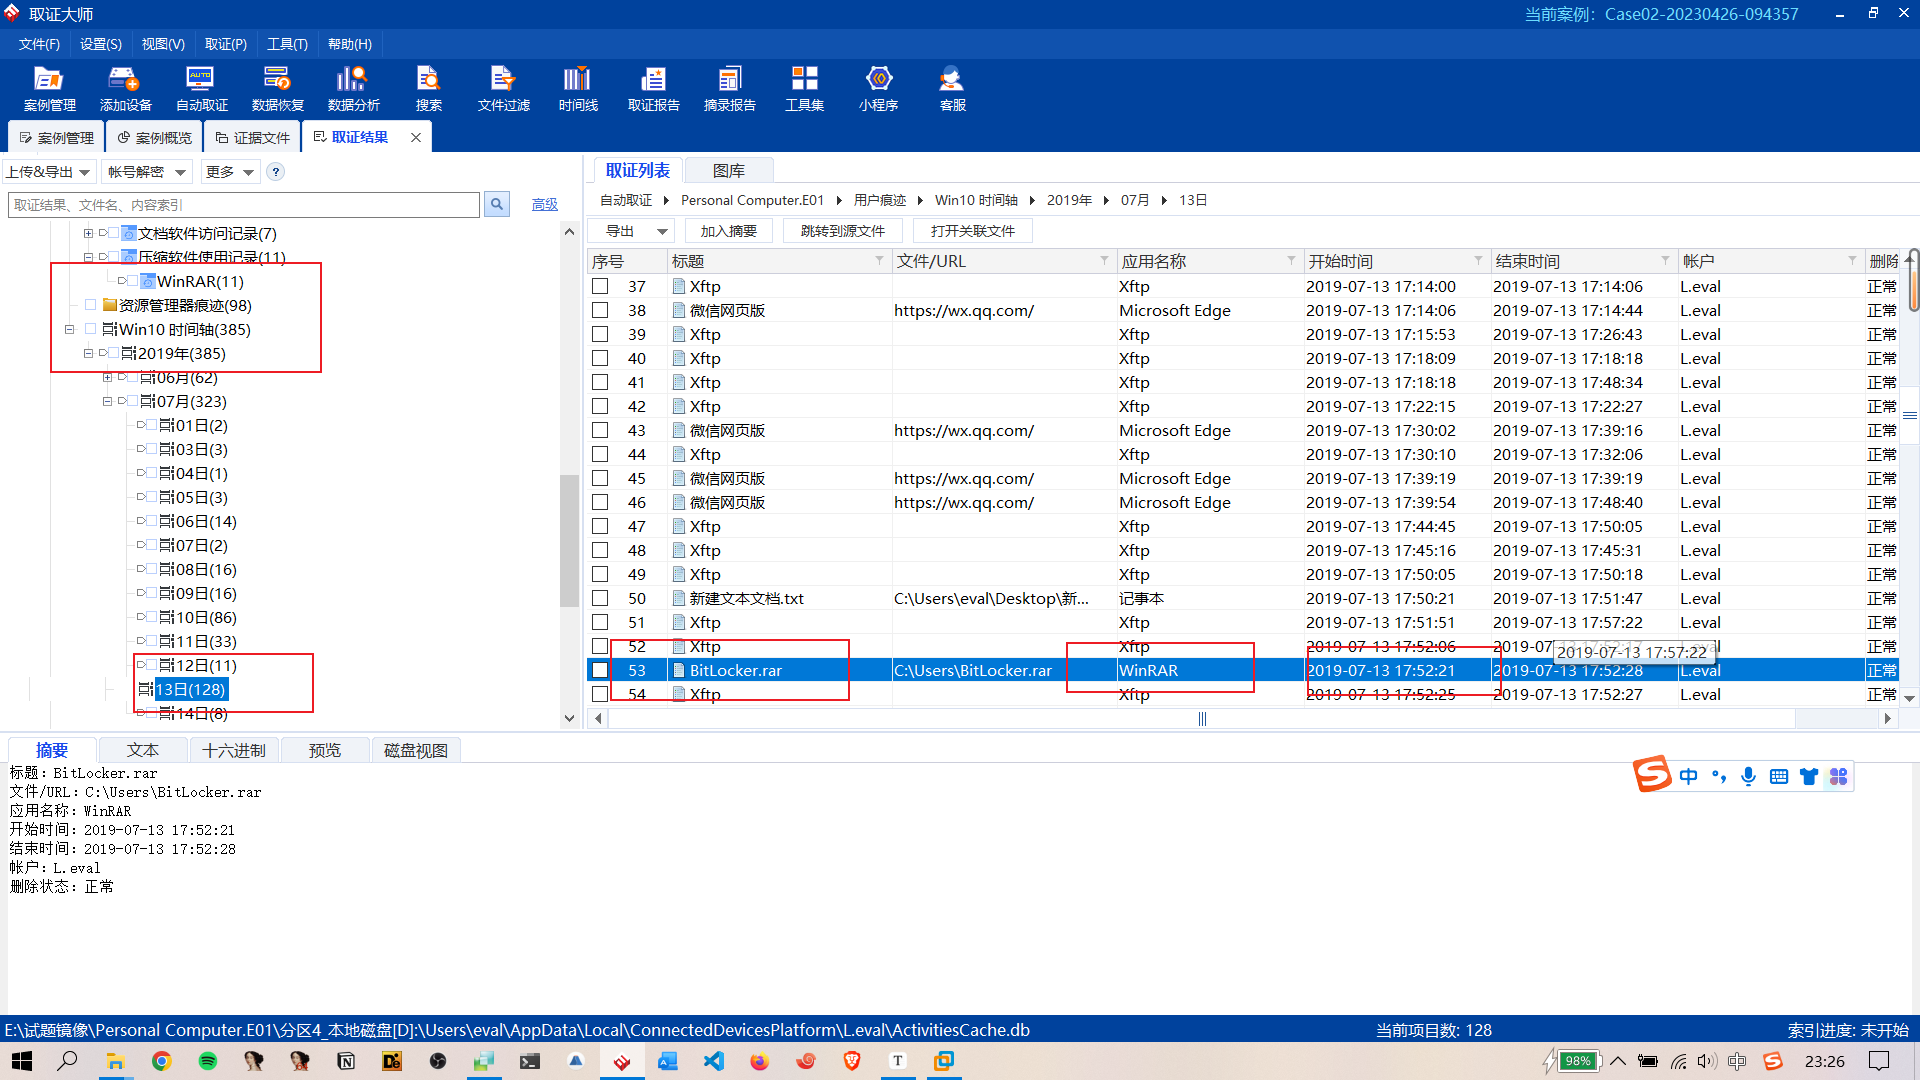 取证大师
当前案例：Case02-20230426-094357
文件(F) 设置(S) 视图(V) 取证(P) 工具(T) 帮助(H)
案例管理 添加设备 自动取证 数据恢复 数据分析 搜索 文件过滤 时间线 取证报告 摘录报告 工具集 小程序 客服
案例管理 案例概览 证据文件 取证结果
上传&导出 帐号解密 更多 ?
取证结果、文件名、内容索引 高级
文档软件访问记录(7)
压缩软件使用记录(11)
WinRAR(11)
资源管理器痕迹(98)
Win10 时间轴(385)
2019年(385)
06月(62)
07月(323)
01日(2)
03日(3)
04日(1)
05日(3)
06日(14)
07日(2)
08日(16)
09日(16)
10日(86)
11日(33)
12日(11)
13日(128)
14日(8)
取证列表 图库
自动取证 Personal Computer.E01 用户痕迹 Win10 时间轴 2019年 07月 13日
导出 加入摘要 跳转到源文件 打开关联文件
序号 标题 文件/URL 应用名称 开始时间 结束时间 帐户 删除
37 Xftp Xftp 2019-07-13 17:14:00 2019-07-13 17:14:06 L.eval 正常
38 微信网页版 https://wx.qq.com/ Microsoft Edge 2019-07-13 17:14:06 2019-07-13 17:14:44 L.eval 正常
39 Xftp Xftp 2019-07-13 17:15:53 2019-07-13 17:26:43 L.eval 正常
40 Xftp Xftp 2019-07-13 17:18:09 2019-07-13 17:18:18 L.eval 正常
41 Xftp Xftp 2019-07-13 17:18:18 2019-07-13 17:48:34 L.eval 正常
42 Xftp Xftp 2019-07-13 17:22:15 2019-07-13 17:22:27 L.eval 正常
43 微信网页版 https://wx.qq.com/ Microsoft Edge 2019-07-13 17:30:02 2019-07-13 17:39:16 L.eval 正常
44 Xftp Xftp 2019-07-13 17:30:10 2019-07-13 17:32:06 L.eval 正常
45 微信网页版 https://wx.qq.com/ Microsoft Edge 2019-07-13 17:39:19 2019-07-13 17:39:19 L.eval 正常
46 微信网页版 https://wx.qq.com/ Microsoft Edge 2019-07-13 17:39:54 2019-07-13 17:48:40 L.eval 正常
47 Xftp Xftp 2019-07-13 17:44:45 2019-07-13 17:50:05 L.eval 正常
48 Xftp Xftp 2019-07-13 17:45:16 2019-07-13 17:45:31 L.eval 正常
49 Xftp Xftp 2019-07-13 17:50:05 2019-07-13 17:50:18 L.eval 正常
50 新建文本文档.txt C:\Users\eval\Desktop\新... 记事本 2019-07-13 17:50:21 2019-07-13 17:51:47 L.eval 正常
51 Xftp Xftp 2019-07-13 17:51:51 2019-07-13 17:57:22 L.eval 正常
52 Xftp Xftp 2019-07-13 17:52:06 L.eval 正常
2019-07-13 17:57:22
53 BitLocker.rar C:\Users\BitLocker.rar WinRAR 2019-07-13 17:52:21 2019-07-13 17:52:28 L.eval 正常
54 Xftp Xftp 2019-07-13 17:52:25 2019-07-13 17:52:27 L.eval 正常
摘要 文本 十六进制 预览 磁盘视图
标题：BitLocker.rar
文件/URL：C:\Users\BitLocker.rar
应用名称：WinRAR
开始时间：2019-07-13 17:52:21
结束时间：2019-07-13 17:52:28
帐户：L.eval
删除状态：正常
中
E:\试题镜像\Personal Computer.E01\分区4_本地磁盘[D]:\Users\eval\AppData\Local\ConnectedDevicesPlatform\L.eval\ActivitiesCache.db 当前项目数: 128 索引进度: 未开始
98% 中 23:26